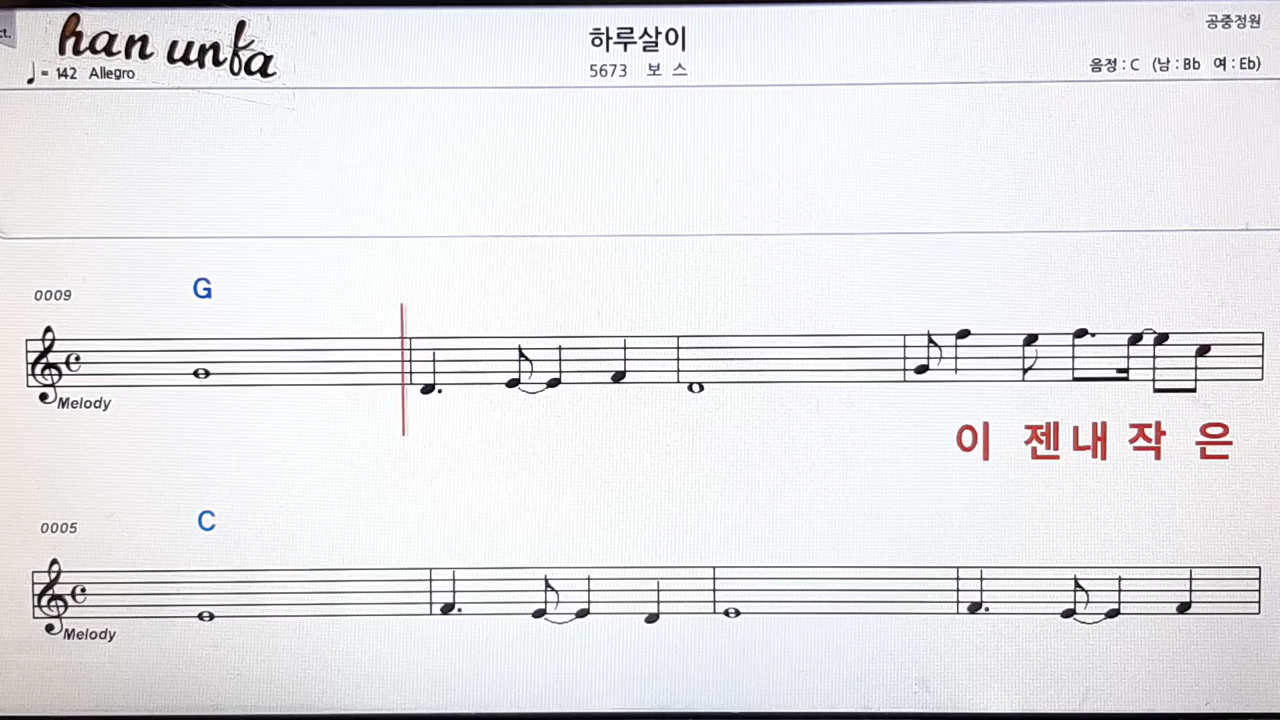 ct.
han unfa
♩= 142 Allegro
하루살이
5673 보 스
공중정원
음정 : C (남 : Bb 여 : Eb)
0009
G
Melody
이 젠 내 작 은
0005
C
Melody